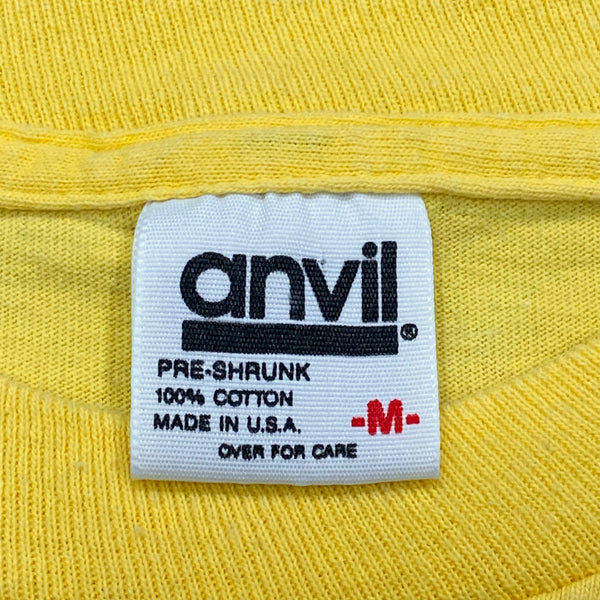 anvil®
PRE-SHRUNK
100% COTTON
MADE IN U.S.A.
-M-
OVER FOR CARE